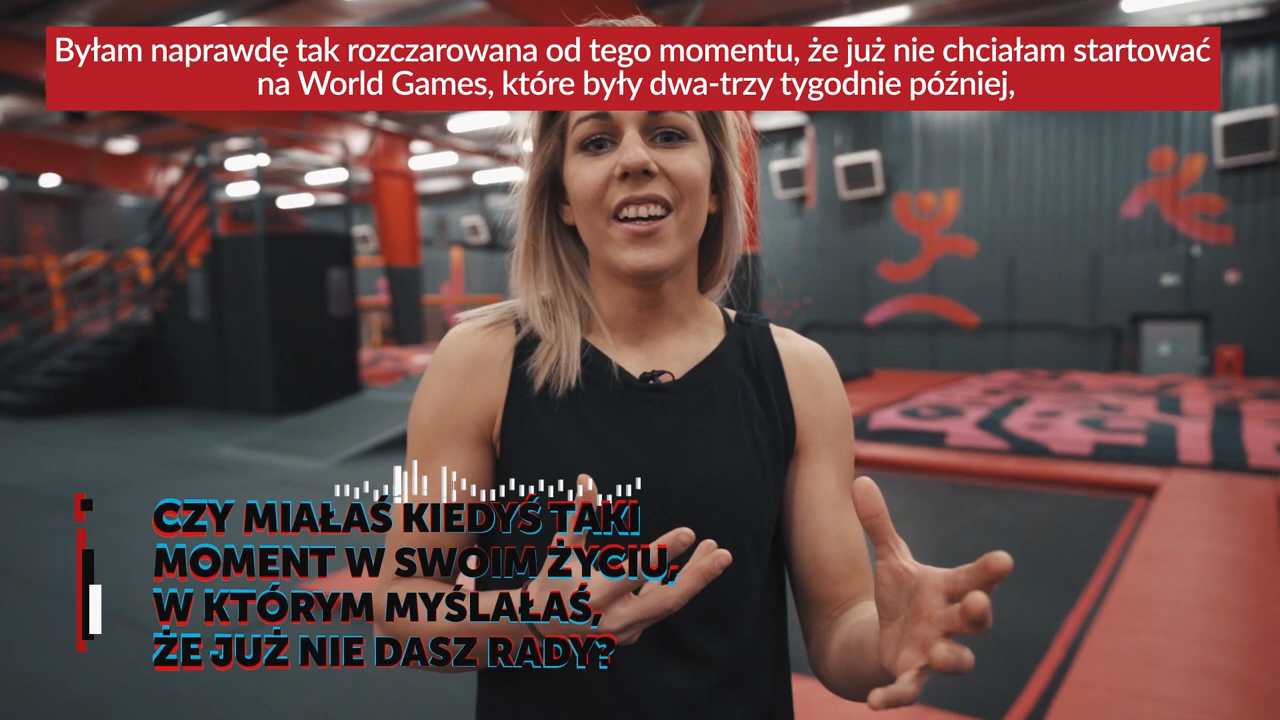 Byłam naprawdę tak rozczarowana od tego momentu, że już nie chciałam startować
na World Games, które były dwa-trzy tygodnie później,
CZY MIAŁAŚ KIEDYŚ TAKI
MOMENT W SWOIM ŻYCIU,
W KTÓRYM MYŚLAŁAŚ,
ŻE JUŻ NIE DASZ RADY?